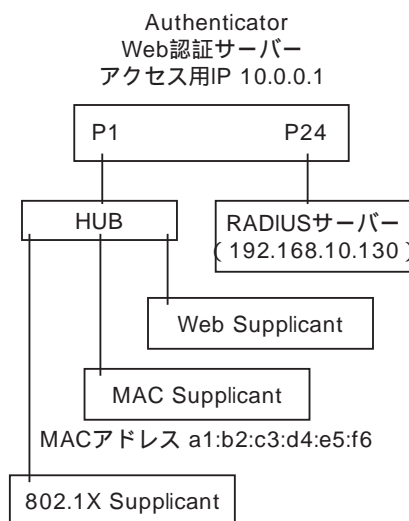 Authenticator
Web認証サーバー
アクセス用IP 10.0.0.1
P1 P24
HUB
RADIUSサーバー
（192.168.10.130）
Web Supplicant
MAC Supplicant
MACアドレス a1:b2:c3:d4:e5:f6
802.1X Supplicant